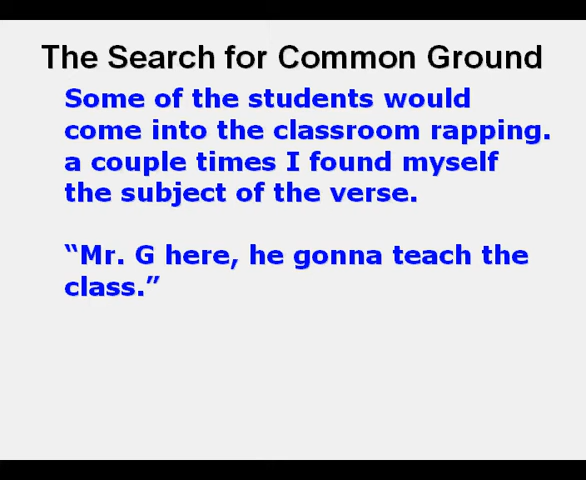 The Search for Common Ground
Some of the students would
come into the classroom rapping.
a couple times I found myself
the subject of the verse.
“Mr. G here, he gonna teach the
class.”